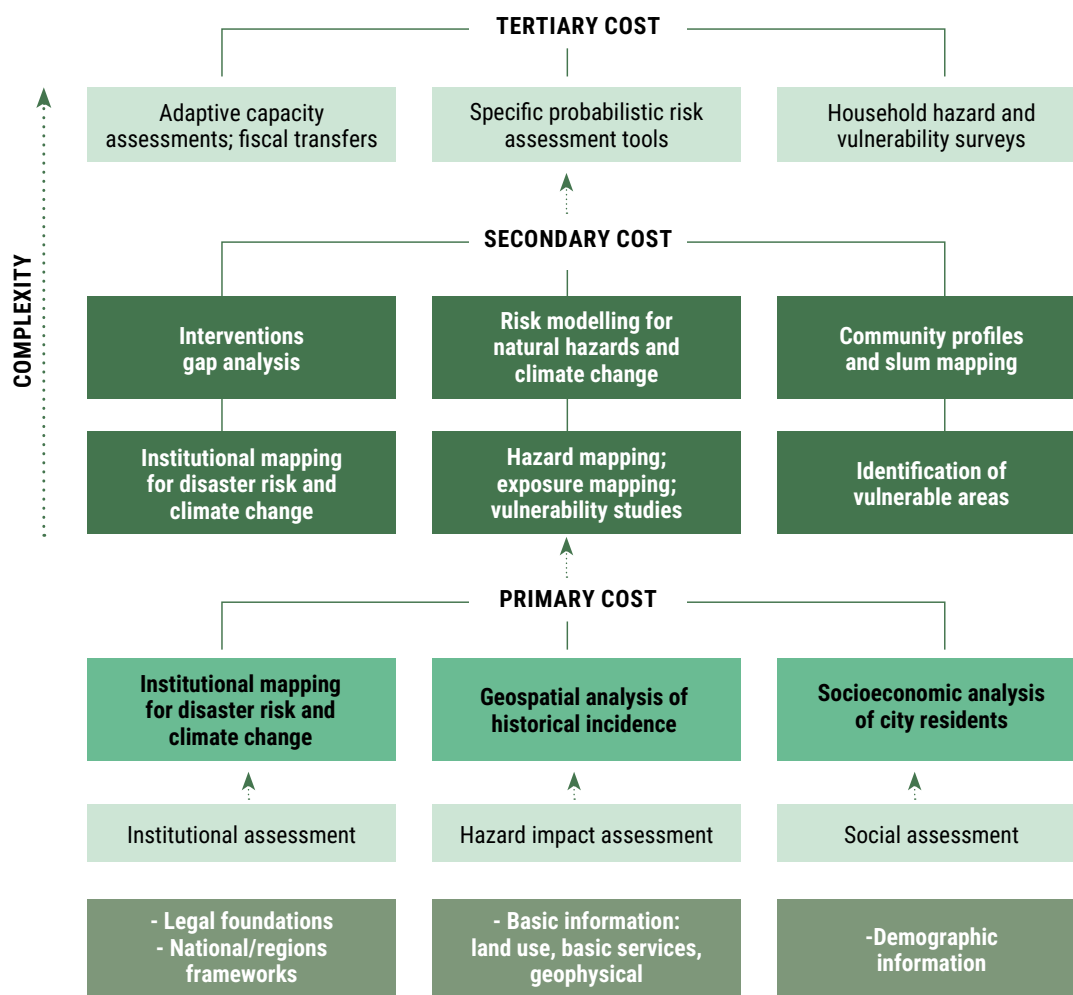 TERTIARY COST
Adaptive capacity
assessments; fiscal transfers
Specific probabilistic risk
assessment tools
Household hazard and
vulnerability surveys
COMPLEXITY
SECONDARY COST
Interventions
gap analysis
Risk modelling for
natural hazards and
climate change
Community profiles
and slum mapping
Institutional mapping
for disaster risk and
climate change
Hazard mapping;
exposure mapping;
vulnerability studies
Identification of
vulnerable areas
PRIMARY COST
Institutional mapping
for disaster risk and
climate change
Geospatial analysis of
historical incidence
Socioeconomic analysis
of city residents
Institutional assessment
Hazard impact assessment
Social assessment
- Legal foundations
- National/regions
frameworks
- Basic information:
land use, basic services,
geophysical
-Demographic
information